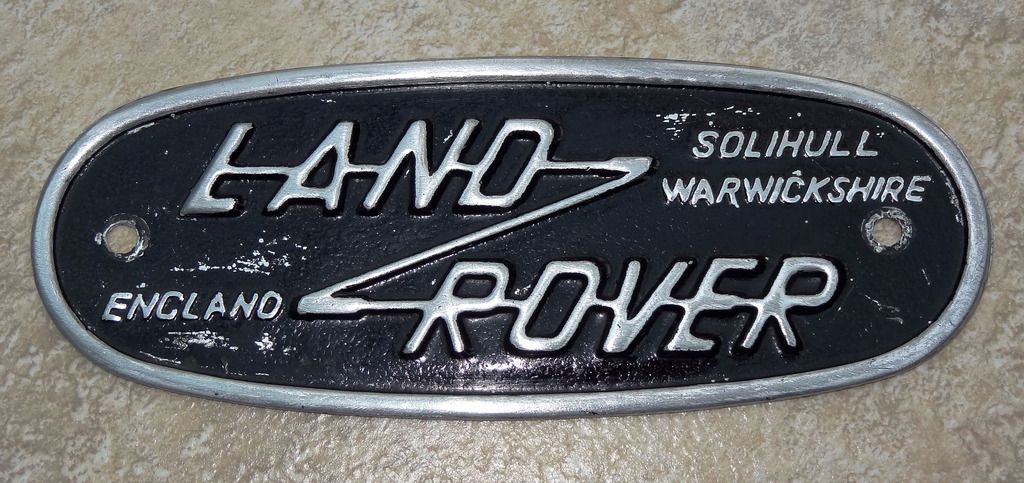 LAND
SOLIHULL
WARWICKSHIRE
ENGLAND
ROVER